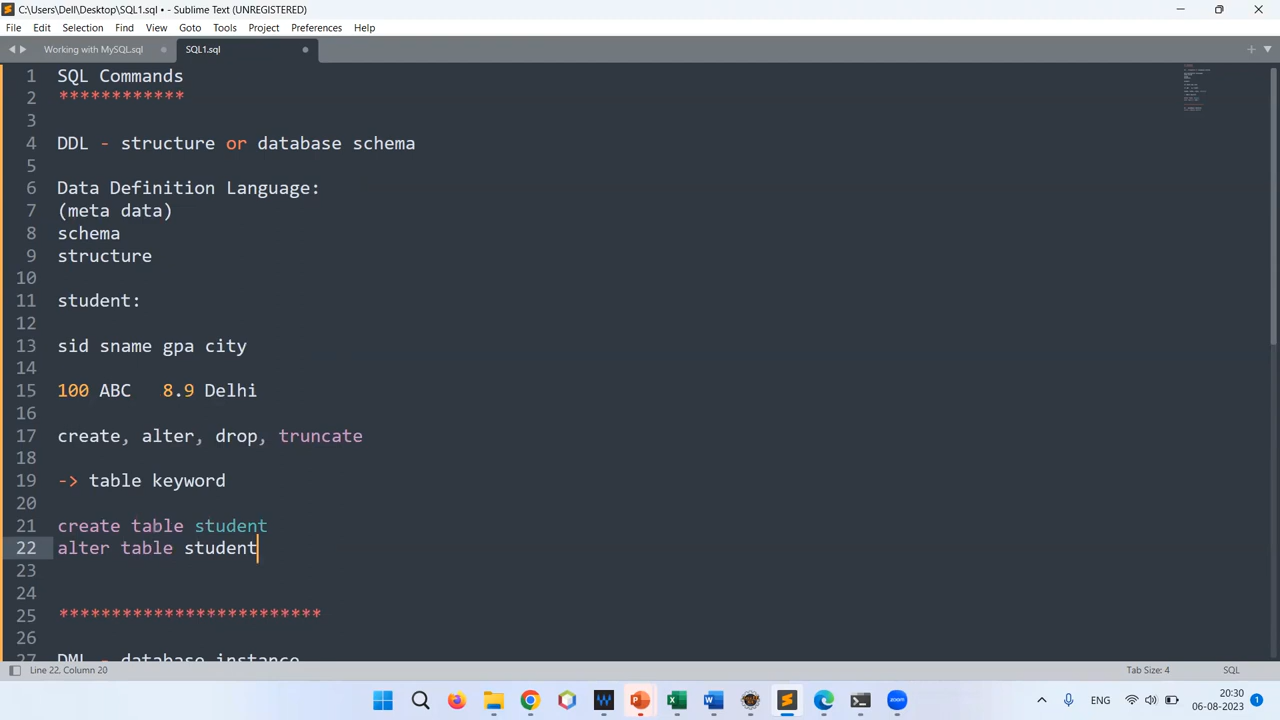 C:\Users\Dell\Desktop\SQL1.sql • - Sublime Text (UNREGISTERED)
File Edit Selection Find View Goto Tools Project Preferences Help
Working with MySQL.sql SQL1.sql
1 SQL Commands
2 ************
3
4 DDL - structure or database schema
5
6 Data Definition Language:
7 (meta data)
8 schema
9 structure
10
11 student:
12
13 sid sname gpa city
14
15 100 ABC 8.9 Delhi
16
17 create, alter, drop, truncate
18
19 -> table keyword
20
21 create table student
22 alter table student
23
24
25 *************************
26
27 DML - database instance
Line 22, Column 20 Tab Size: 4 SQL
ENG 20:30
06-08-2023 1